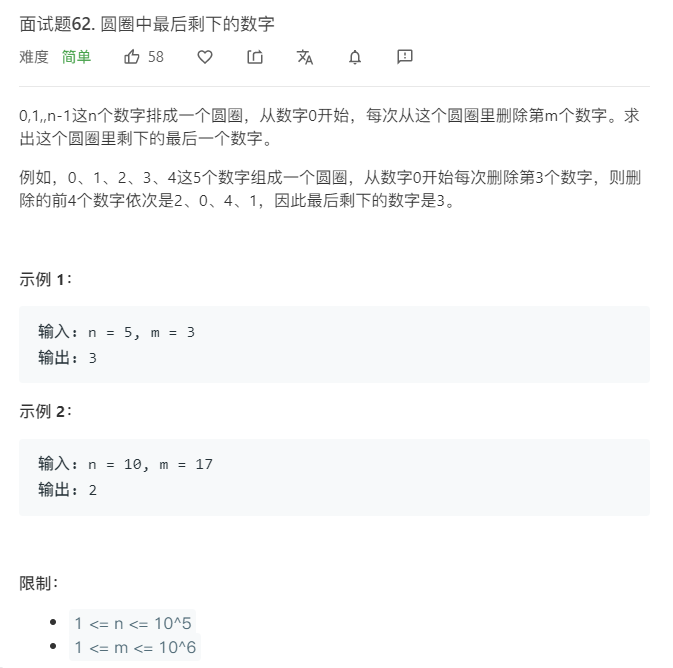 面试题62. 圆圈中最后剩下的数字
难度 简单 58
0,1,,n-1这n个数字排成一个圆圈，从数字0开始，每次从这个圆圈里删除第m个数字。求
出这个圆圈里剩下的最后一个数字。
例如，0、1、2、3、4这5个数字组成一个圆圈，从数字0开始每次删除第3个数字，则删
除的前4个数字依次是2、0、4、1，因此最后剩下的数字是3。
示例 1：
输入：n = 5, m = 3
输出：3
示例 2：
输入：n = 10, m = 17
输出：2
限制：
1 <= n <= 10^5
1 <= m <= 10^6